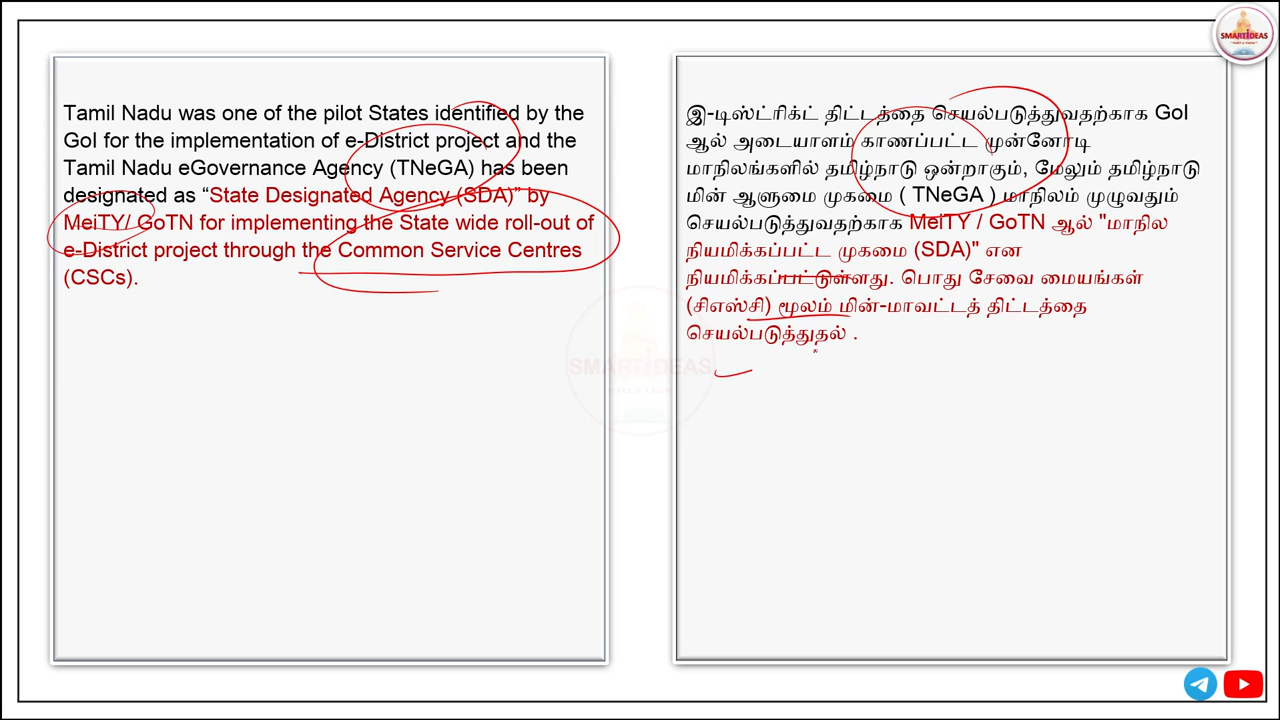 SMARTIDEAS
Tamil Nadu was one of the pilot States identified by the
GoI for the implementation of e-District project and the
Tamil Nadu eGovernance Agency (TNeGA) has been
designated as “State Designated Agency (SDA)” by
MeiTY/ GoTN for implementing the State wide roll-out of
e-District project through the Common Service Centres
(CSCs).
இ-டிஸ்ட்ரிக்ட் திட்டத்தை செயல்படுத்துவதற்காக GoI
ஆல் அடையாளம் காணப்பட்ட முன்னோடி
மாநிலங்களில் தமிழ்நாடு ஒன்றாகும், மேலும் தமிழ்நாடு
மின் ஆளுமை முகமை ( TNeGA ) மாநிலம் முழுவதும்
செயல்படுத்துவதற்காக MeiTY / GoTN ஆல் "மாநில
நியமிக்கப்பட்ட முகமை (SDA)" என
நியமிக்கப்பட்டுள்ளது. பொது சேவை மையங்கள்
(சிஎஸ்சி) மூலம் மின்-மாவட்டத் திட்டத்தை
செயல்படுத்துதல் .
SMARTIDEAS